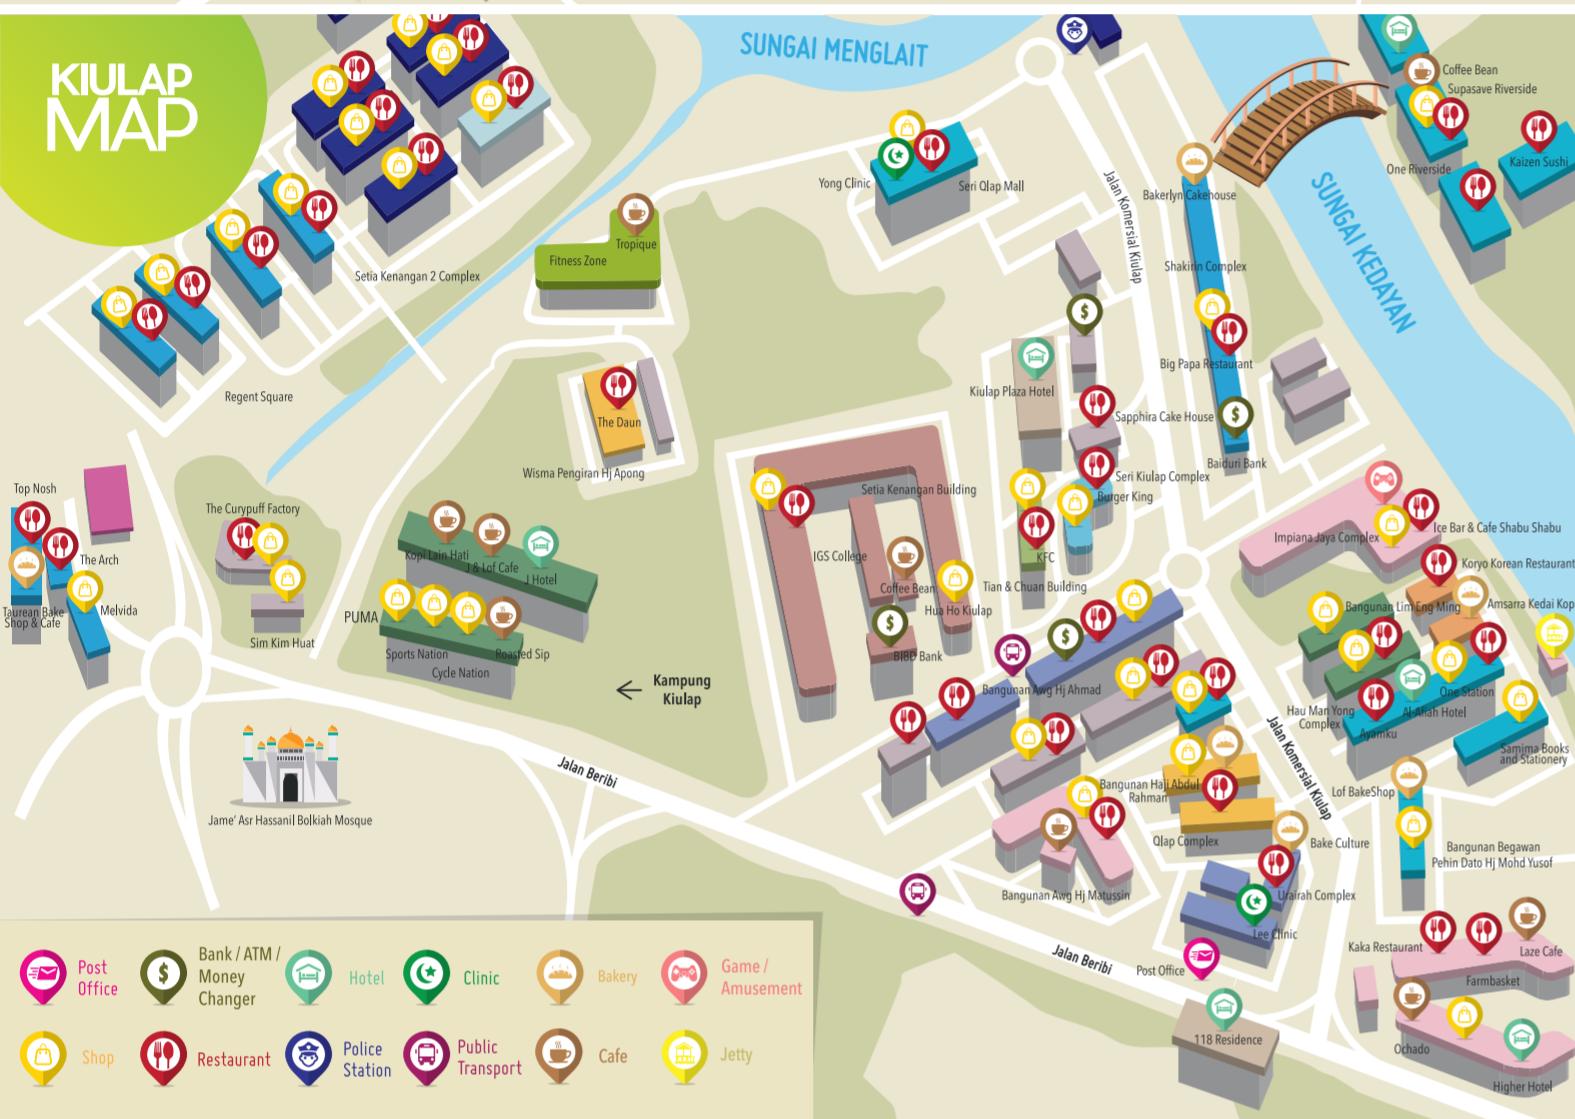 KIULAP
MAP
SUNGAI MENGLAIT
Coffee Bean
Supasave Riverside
One Riverside
Kaizen Sushi
SUNGAI KEDAYAN
Yong Clinic
Seri Qlap Mall
Jalan Komersial Kiulap
Bakerlyn Cakehouse
Shakirin Complex
Big Papa Restaurant
Baiduri Bank
Tropique
Fitness Zone
Setia Kenangan 2 Complex
Regent Square
The Daun
Wisma Pengiran Hj Apong
Kiulap Plaza Hotel
Sapphira Cake House
Seri Kiulap Complex
Burger King
KFC
Tian & Chuan Building
Setia Kenangan Building
IGS College
Coffee Bean
Hua Ho Kiulap
BIBD Bank
Top Nosh
The Arch
Taurean Bake
Shop & Cafe
Melvida
The Curypuff Factory
Sim Kim Huat
Kopi Lain Hati
J & Lof Cafe
J Hotel
PUMA
Sports Nation
Cycle Nation
Roasted Sip
Kampung
Kiulap
Jame' Asr Hassanil Bolkiah Mosque
Jalan Beribi
Impiana Jaya Complex
Ice Bar & Cafe Shabu Shabu
Koryo Korean Restaurant
Bangunan Lim Eng Ming
Amsarra Kedai Kop
Hau Man Yong
Complex
One Station
Al-Afiah Hotel
Ayamku
Samima Books
and Stationery
Bangunan Awg Hj Ahmad
Jalan Komersial Kiulap
Bangunan Haji Abdul
Rahman
Qlap Complex
Bake Culture
Lof BakeShop
Bangunan Begawan
Pehin Dato Hj Mohd Yusof
Bangunan Awg Hj Matussin
Urairah Complex
Lee Clinic
Jalan Beribi
Post Office
118 Residence
Kaka Restaurant
Laze Cafe
Farmbasket
Ochado
Higher Hotel
Post
Office
Bank / ATM /
Money
Changer
Hotel
Clinic
Bakery
Game /
Amusement
Shop
Restaurant
Police
Station
Public
Transport
Cafe
Jetty